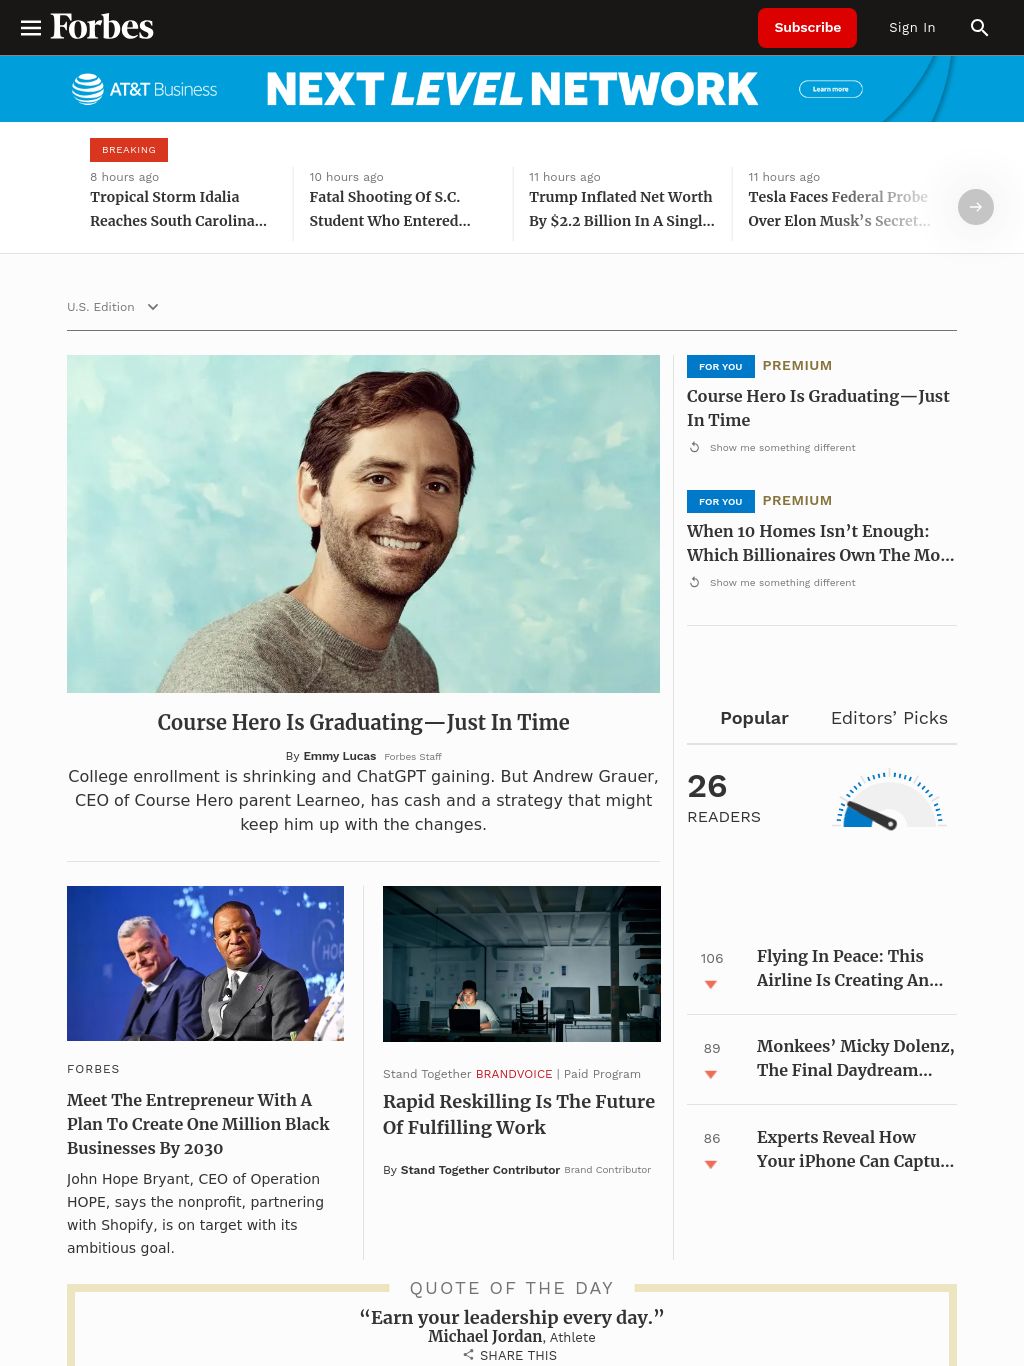 Forbes
Subscribe
Sign In
AT&T Business
NEXT LEVEL NETWORK
Learn more
BREAKING
8 hours ago
Tropical Storm Idalia
Reaches South Carolina...
10 hours ago
Fatal Shooting Of S.C.
Student Who Entered...
11 hours ago
Trump Inflated Net Worth
By $2.2 Billion In A Singl...
11 hours ago
Tesla Faces Federal Probe
Over Elon Musk’s Secret...
U.S. Edition
Course Hero Is Graduating—Just In Time
By Emmy Lucas Forbes Staff
College enrollment is shrinking and ChatGPT gaining. But Andrew Grauer,
CEO of Course Hero parent Learneo, has cash and a strategy that might
keep him up with the changes.
FORBES
Meet The Entrepreneur With A
Plan To Create One Million Black
Businesses By 2030
John Hope Bryant, CEO of Operation
HOPE, says the nonprofit, partnering
with Shopify, is on target with its
ambitious goal.
Stand Together BRANDVOICE | Paid Program
Rapid Reskilling Is The Future
Of Fulfilling Work
By Stand Together Contributor Brand Contributor
FOR YOU PREMIUM
Course Hero Is Graduating—Just
In Time
Show me something different
FOR YOU PREMIUM
When 10 Homes Isn’t Enough:
Which Billionaires Own The Mo...
Show me something different
Popular Editors’ Picks
26
READERS
106
Flying In Peace: This
Airline Is Creating An...
89
Monkees’ Micky Dolenz,
The Final Daydream...
86
Experts Reveal How
Your iPhone Can Captu...
QUOTE OF THE DAY
“Earn your leadership every day.”
Michael Jordan, Athlete
SHARE THIS